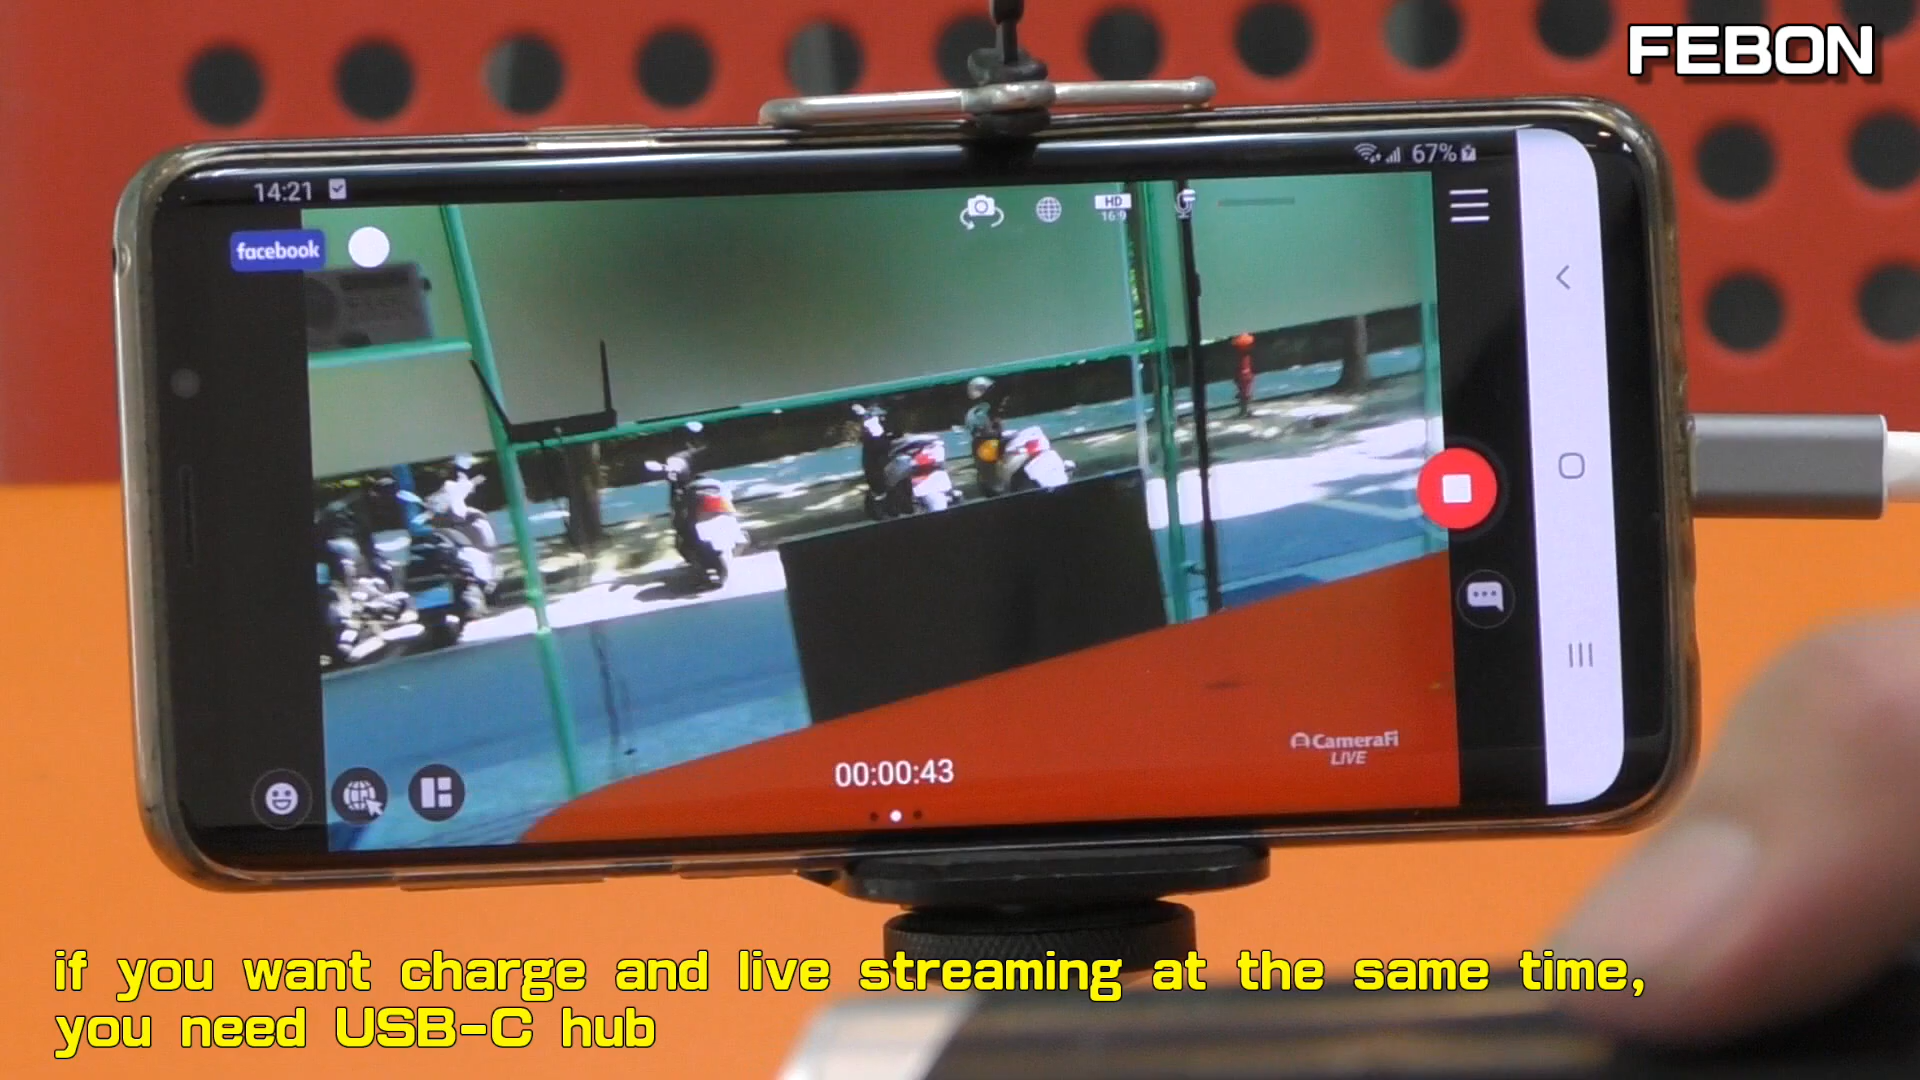 FEBON
14:21
67%
facebook
HD
16:9
CameraFi
LIVE
00:00:43
if you want charge and live streaming at the same time,
you need USB-C hub